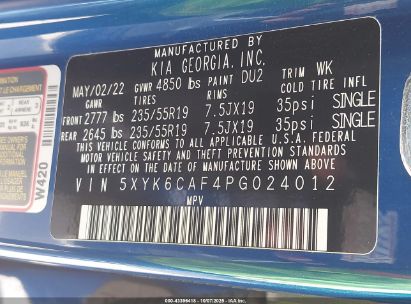 MANUFACTURED BY
KIA GEORGIA, INC.
MAY/02/22 GVWR 4850 lbs PAINT DU2 TRIM WK
GAWR TIRES RIMS COLD TIRE INFL
FRONT 2777 lbs 235/55R19 7.5JX19 35psi SINGLE
REAR 2645 lbs 235/55R19 7.5JX19 35psi SINGLE
THIS VEHICLE CONFORMS TO ALL APPLICABLE U.S.A. FEDERAL
MOTOR VEHICLE SAFETY AND THEFT PREVENTION STANDARDS
IN EFFECT ON THE DATE OF MANUFACTURE SHOWN ABOVE.
VIN 5XYK6CAF4PG024012
MPV
CHARGEMENT
REAR
W420